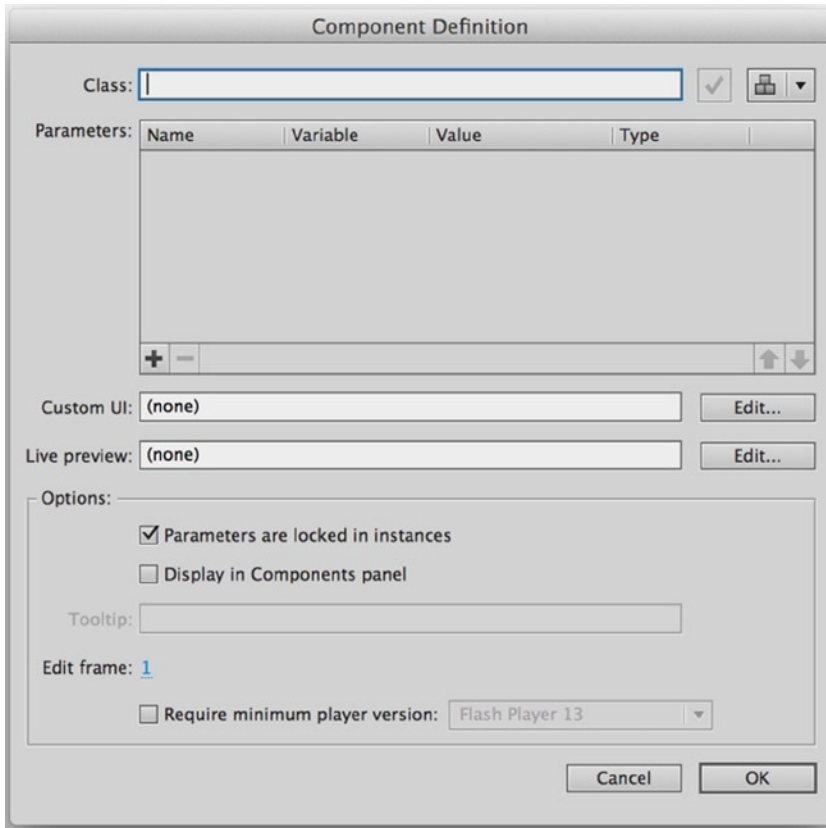 Component Definition
Class:
Parameters: Name Variable Value Type
Custom UI: (none) Edit...
Live preview: (none) Edit...
Options:
Parameters are locked in instances
Display in Components panel
Tooltip:
Edit frame: 1
Require minimum player version: Flash Player 13
Cancel OK